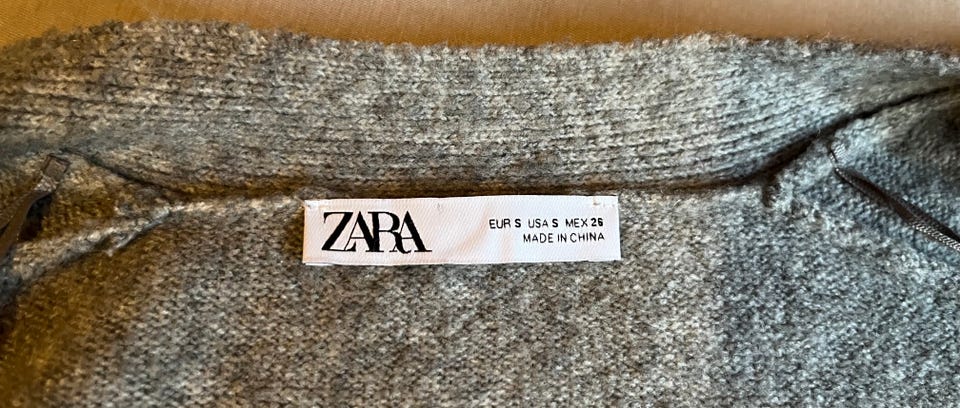 ZARA
EUR S USA S MEX 26
MADE IN CHINA